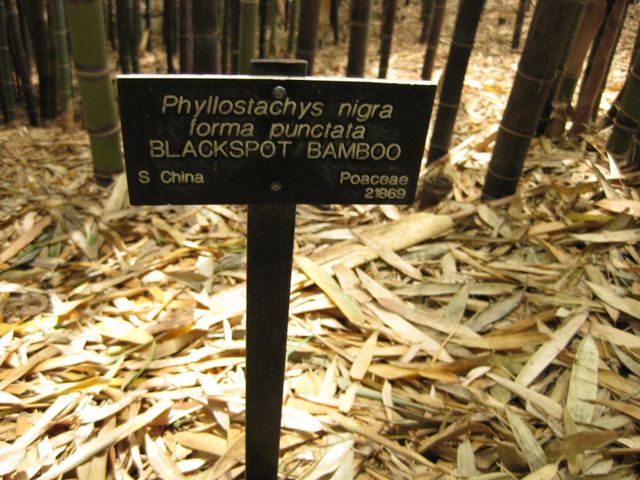 Phyllostachys nigra
forma punctata
BLACKSPOT BAMBOO
S China Poaceae
21869